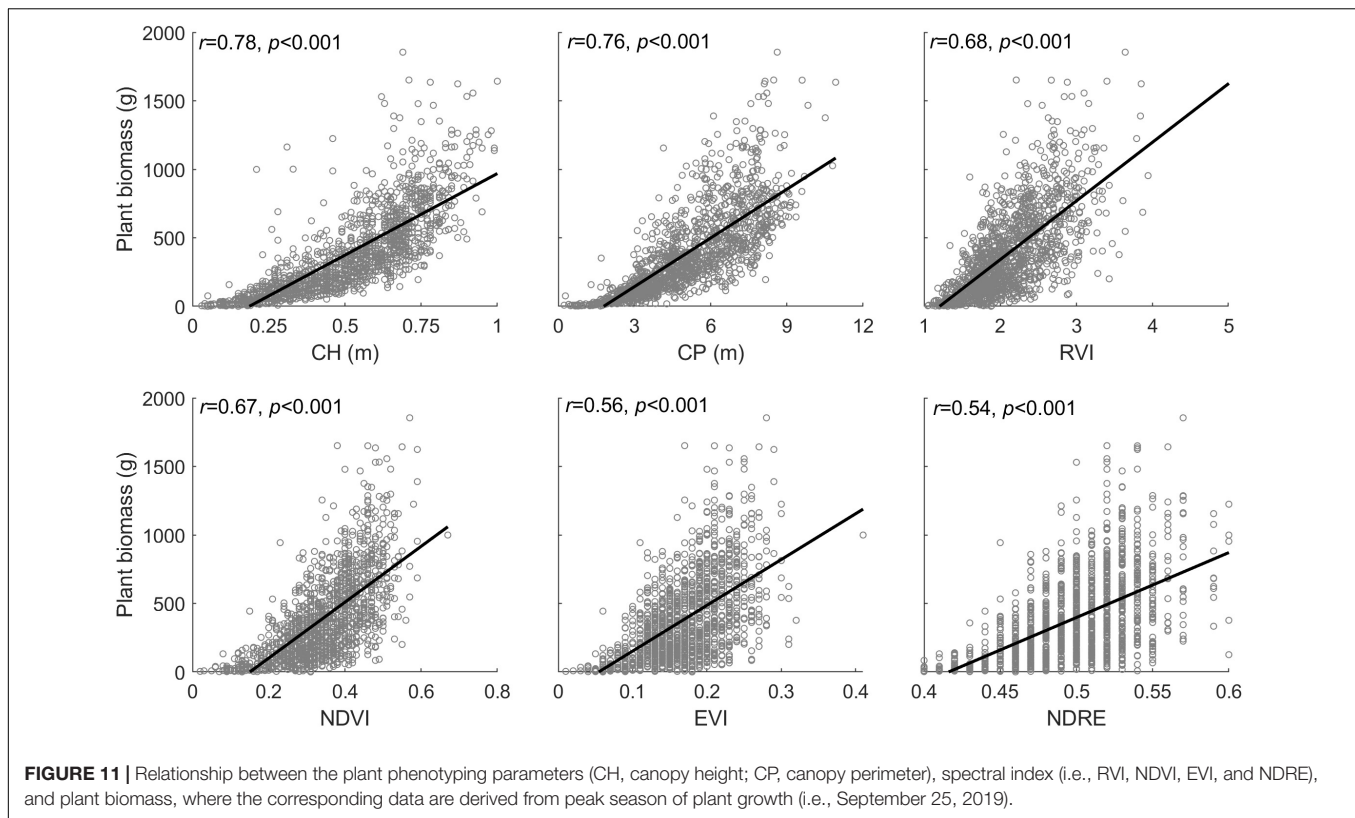 r=0.78, p<0.001
r=0.76, p<0.001
r=0.68, p<0.001
Plant biomass (g)
2000
1500
1000
500
0
0 0.25 0.5 0.75 1
CH (m)
0 3 6 9 12
CP (m)
1 2 3 4 5
RVI
r=0.67, p<0.001
r=0.56, p<0.001
r=0.54, p<0.001
Plant biomass (g)
2000
1500
1000
500
0
0 0.2 0.4 0.6 0.8
NDVI
0 0.1 0.2 0.3 0.4
EVI
0.4 0.45 0.5 0.55 0.6
NDRE
FIGURE 11 | Relationship between the plant phenotyping parameters (CH, canopy height; CP, canopy perimeter), spectral index (i.e., RVI, NDVI, EVI, and NDRE),
and plant biomass, where the corresponding data are derived from peak season of plant growth (i.e., September 25, 2019).